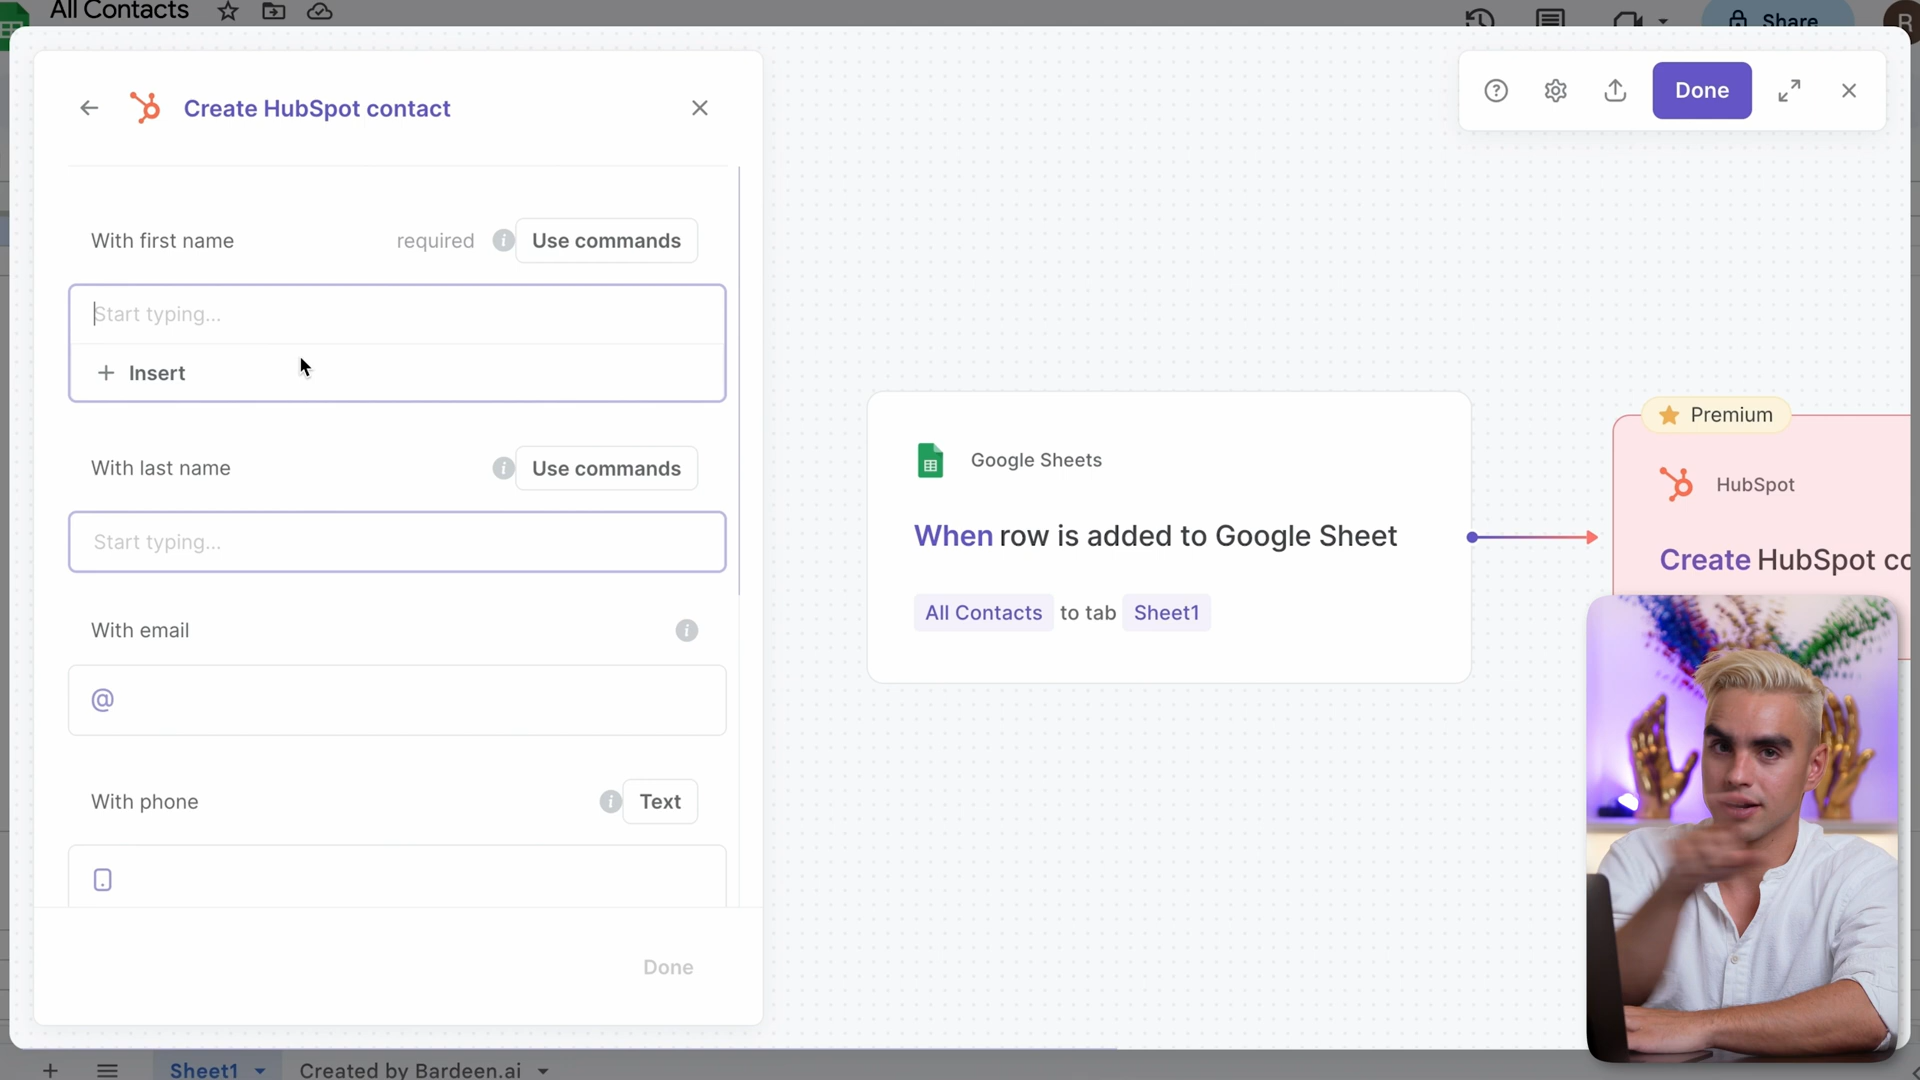 All Contacts
Share
R
Create HubSpot contact
Done
With first name
required
Use commands
Start typing...
+ Insert
With last name
Use commands
Start typing...
With email
@
With phone
Text
Done
Google Sheets
When row is added to Google Sheet
All Contacts to tab Sheet1
Premium
HubSpot
Create HubSpot co
Sheet1
Created by Bardeen.ai